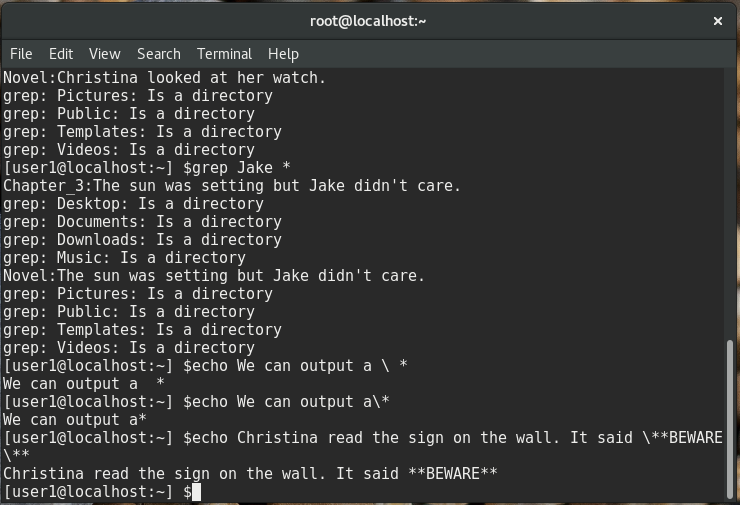 root@localhost:~
File Edit View Search Terminal Help
Novel:Christina looked at her watch.
grep: Pictures: Is a directory
grep: Public: Is a directory
grep: Templates: Is a directory
grep: Videos: Is a directory
[user1@localhost:~] $grep Jake *
Chapter_3:The sun was setting but Jake didn't care.
grep: Desktop: Is a directory
grep: Documents: Is a directory
grep: Downloads: Is a directory
grep: Music: Is a directory
Novel:The sun was setting but Jake didn't care.
grep: Pictures: Is a directory
grep: Public: Is a directory
grep: Templates: Is a directory
grep: Videos: Is a directory
[user1@localhost:~] $echo We can output a \ *
We can output a  *
[user1@localhost:~] $echo We can output a\*
We can output a*
[user1@localhost:~] $echo Christina read the sign on the wall. It said \**BEWARE
\**
Christina read the sign on the wall. It said **BEWARE**
[user1@localhost:~] $